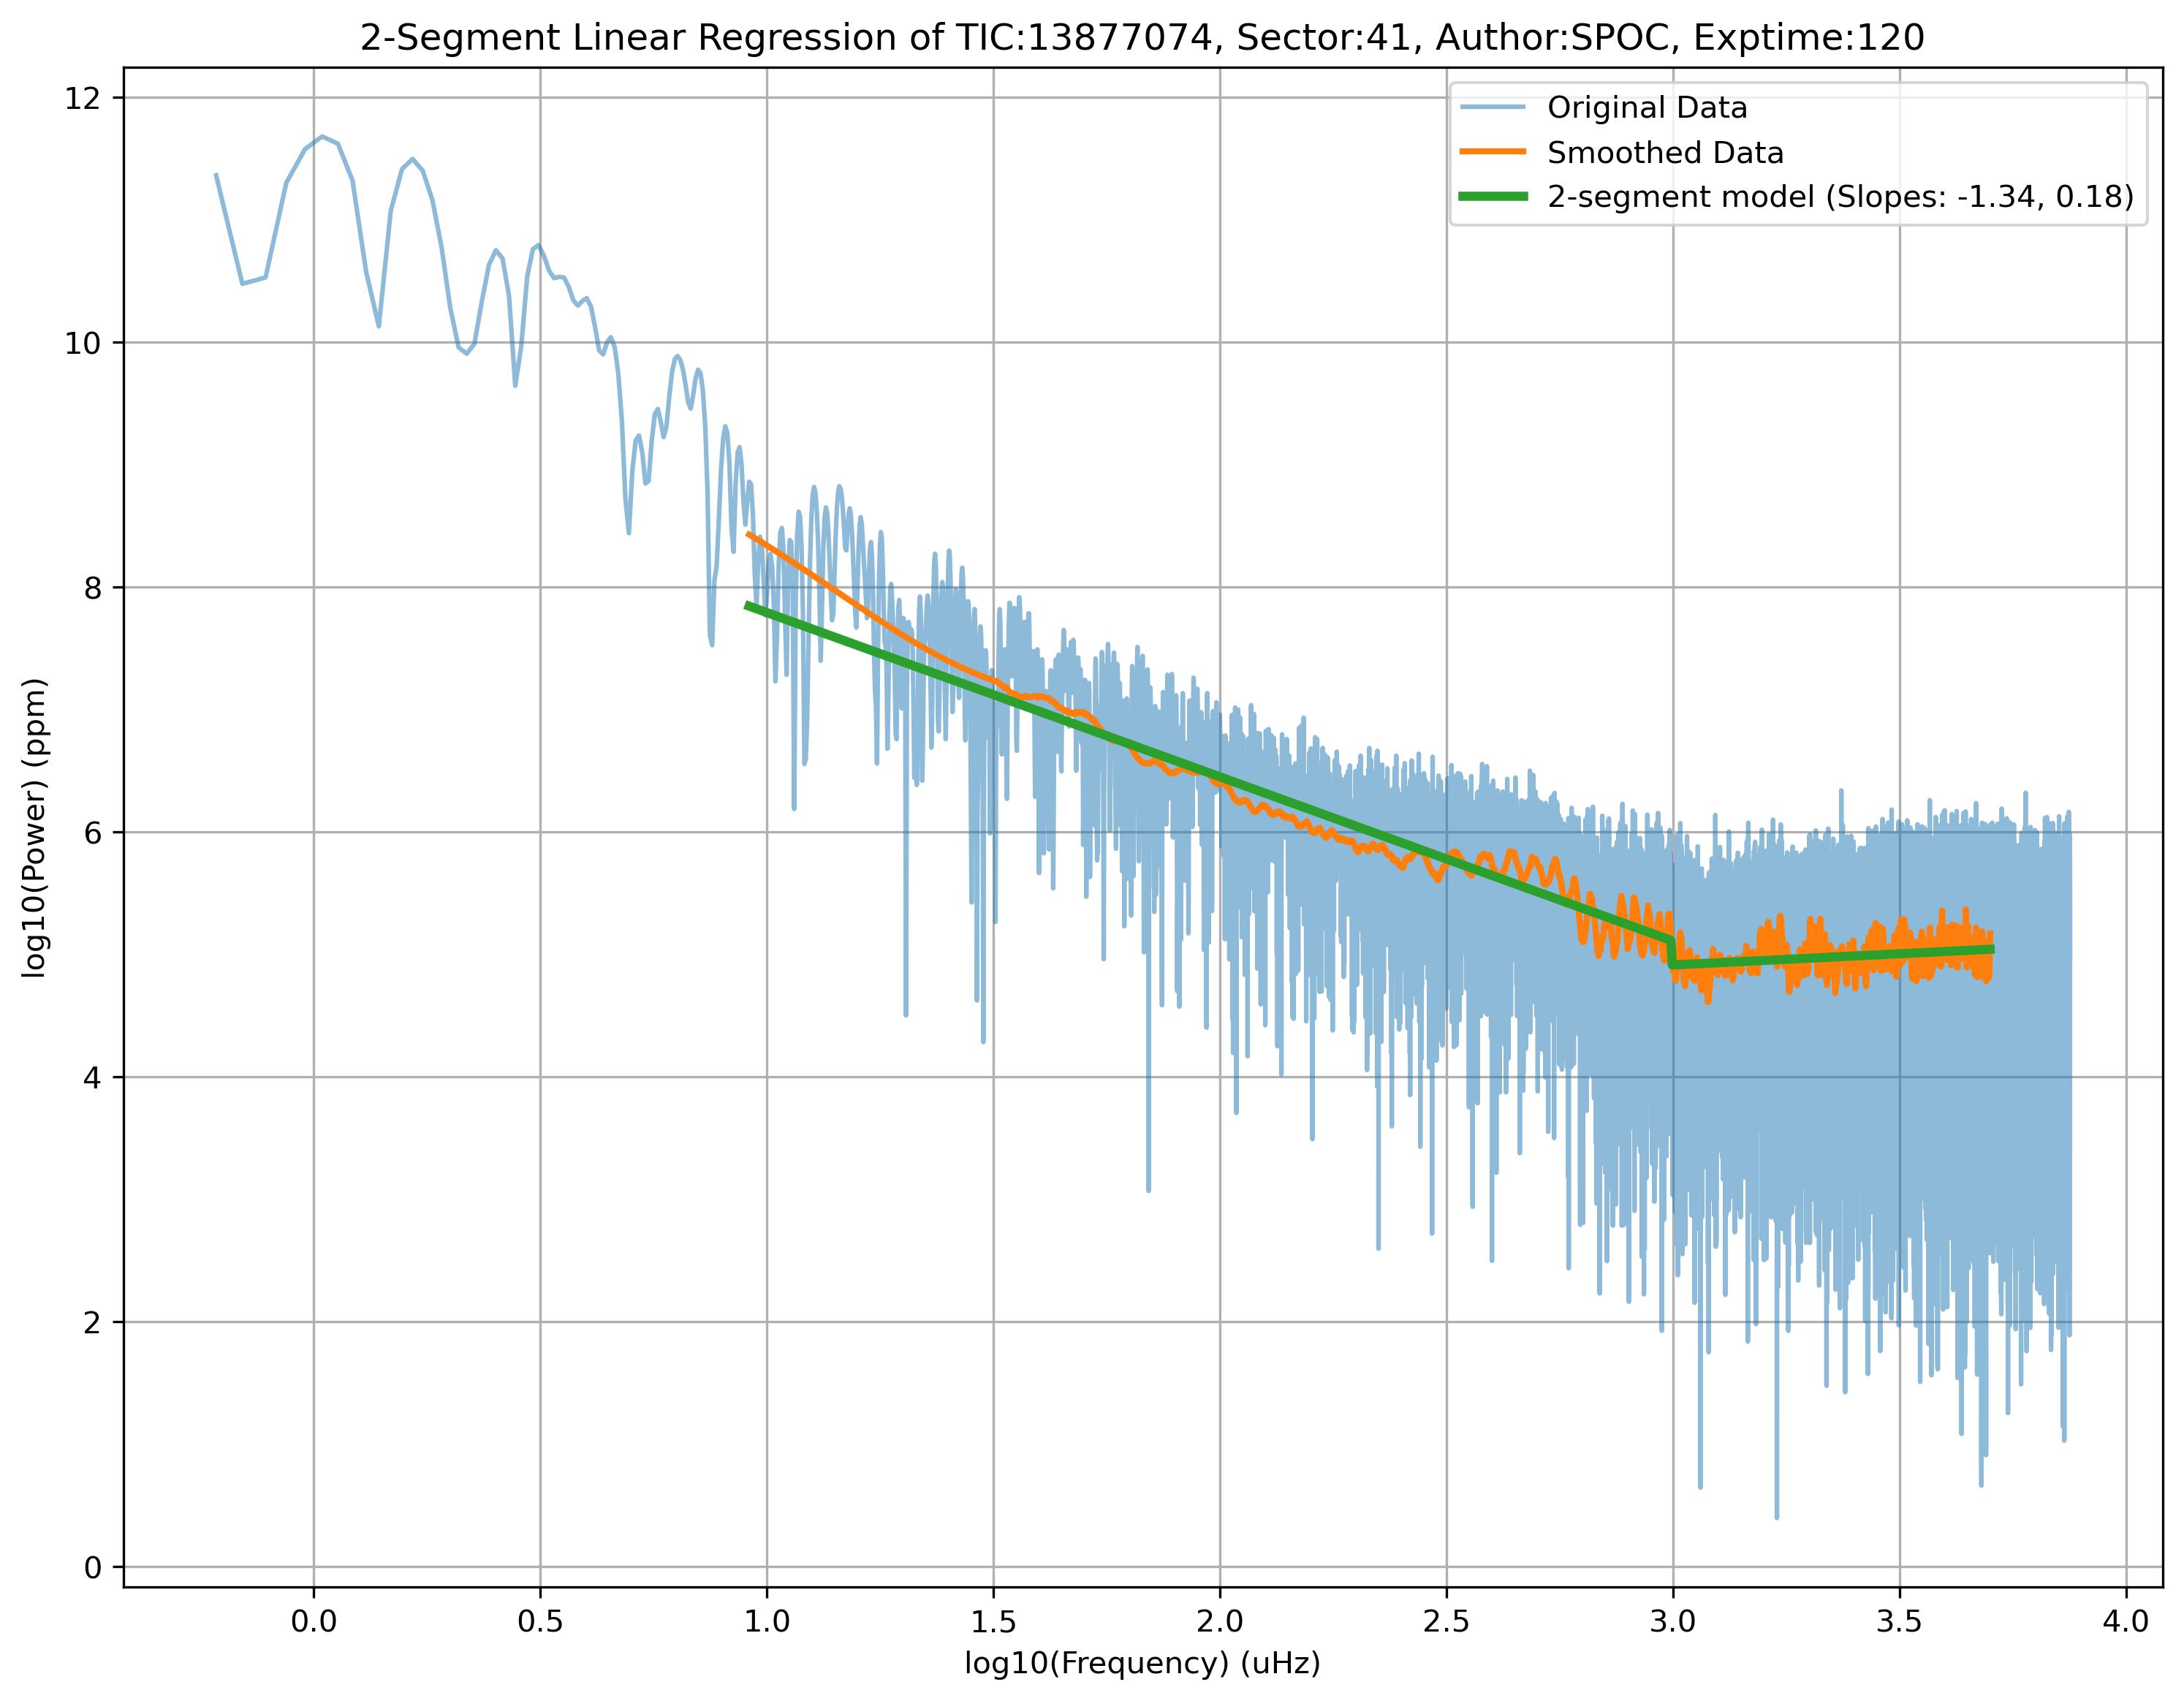 2-Segment Linear Regression of TIC:13877074, Sector:41, Author:SPOC, Exptime:120
Original Data
Smoothed Data
2-segment model (Slopes: -1.34, 0.18)
log10(Power) (ppm)
12
10
8
6
4
2
0
0.0 0.5 1.0 1.5 2.0 2.5 3.0 3.5 4.0
log10(Frequency) (uHz)